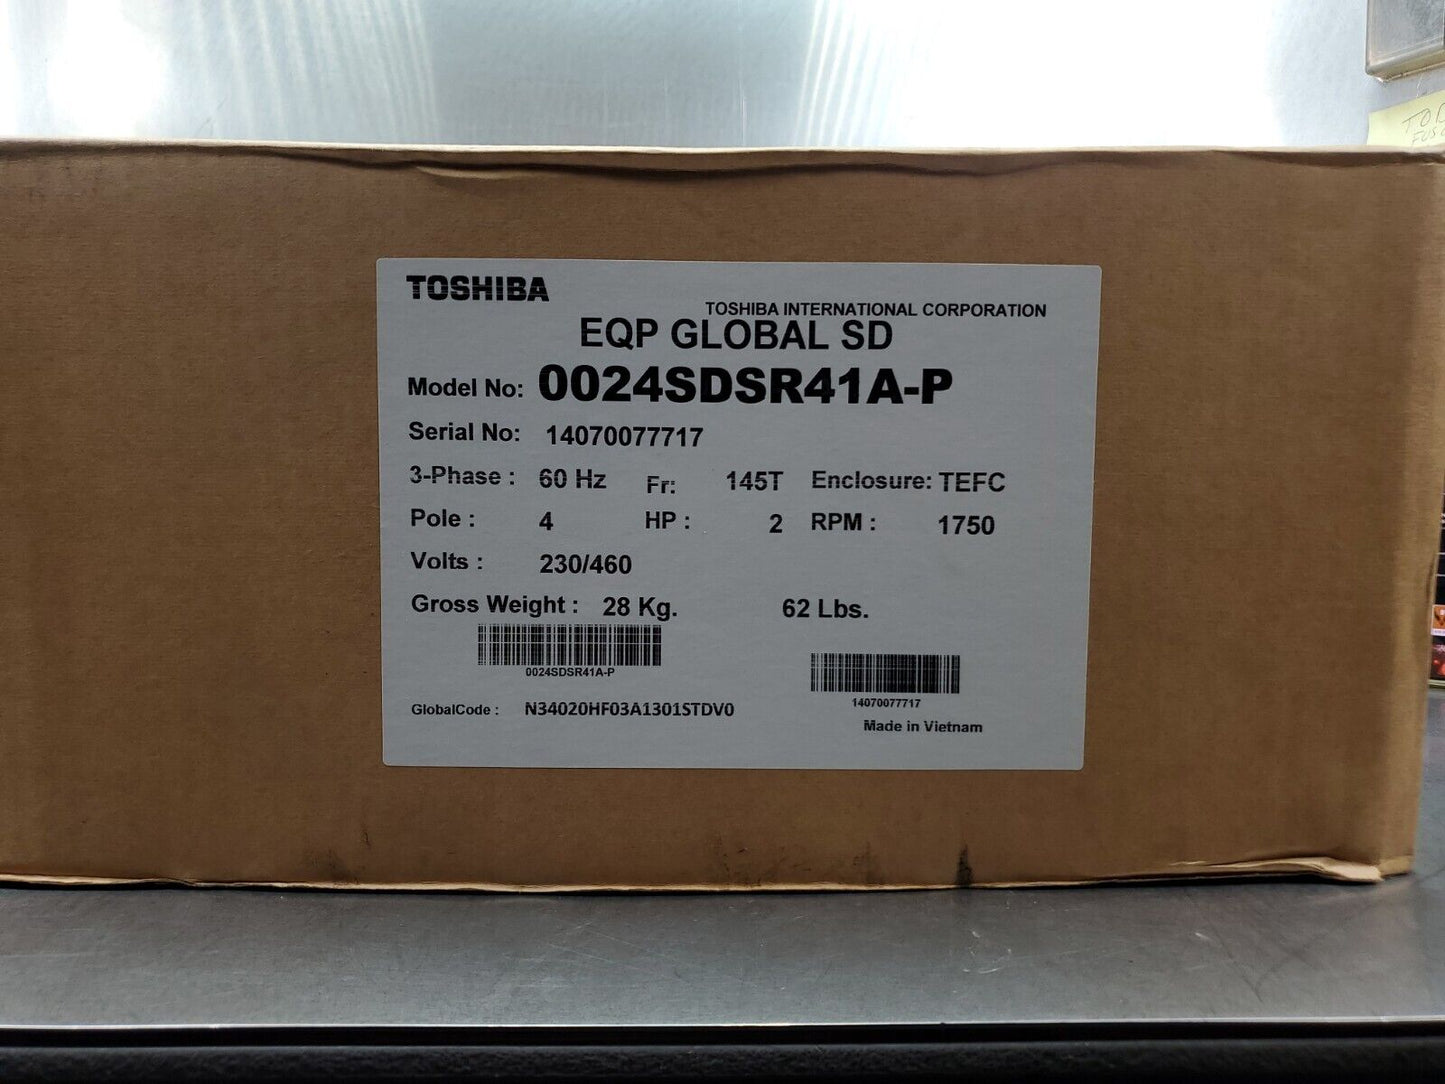 TOSHIBA
TOSHIBA INTERNATIONAL CORPORATION
EQP GLOBAL SD
Model No: 0024SDSR41A-P
Serial No: 14070077717
3-Phase : 60 Hz Fr: 145T Enclosure: TEFC
Pole : 4 HP : 2 RPM : 1750
Volts : 230/460
Gross Weight : 28 Kg. 62 Lbs.
0024SDSR41A-P
14070077717
GlobalCode : N34020HF03A1301STDV0
Made in Vietnam